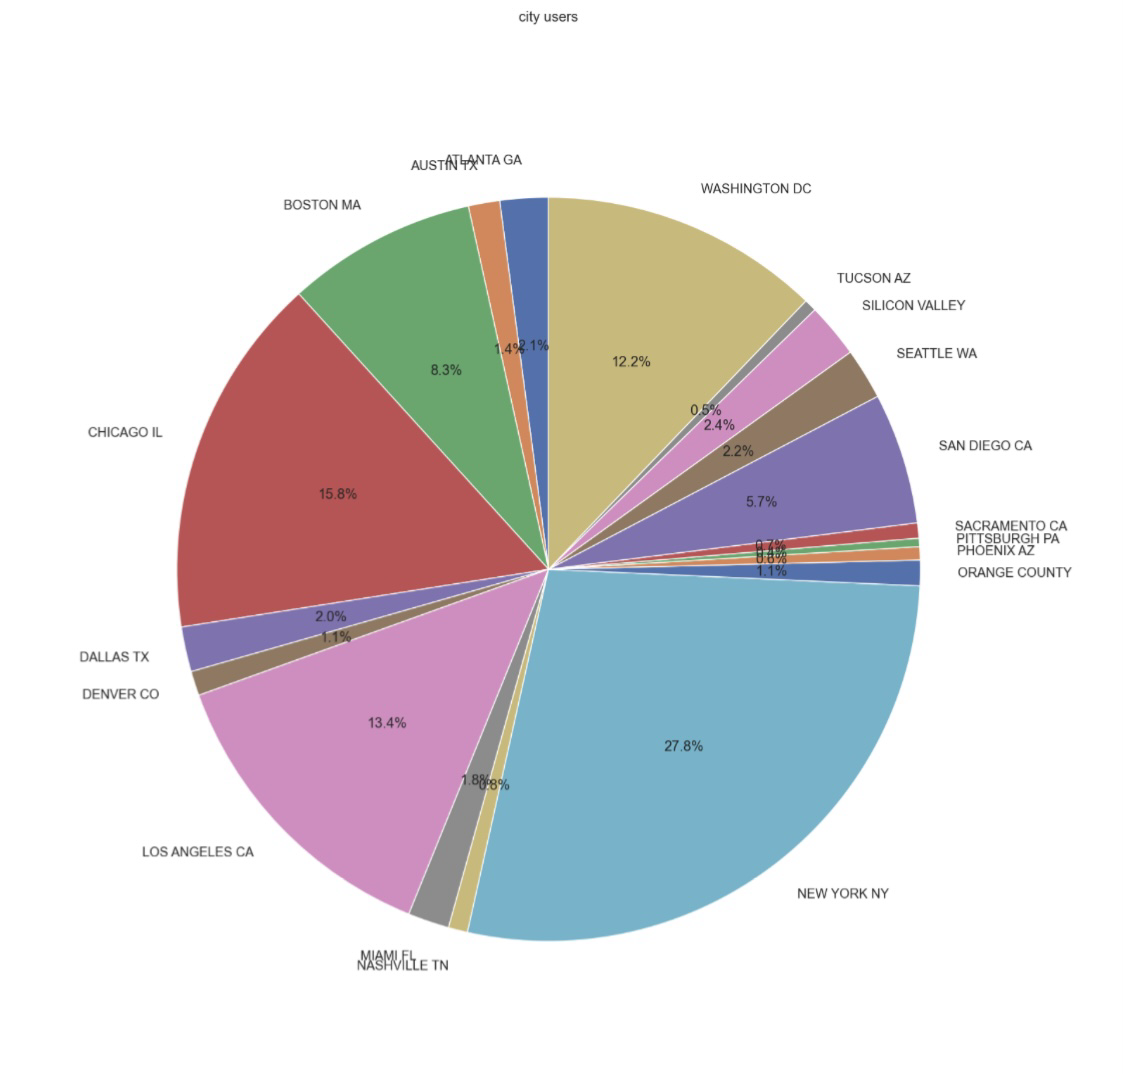 city users
ATLANTA GA
AUSTIN TX
WASHINGTON DC
BOSTON MA
TUCSON AZ
SILICON VALLEY
2.1%
1.4%
SEATTLE WA
12.2%
8.3%
0.5%
2.4%
CHICAGO IL
SAN DIEGO CA
2.2%
15.8%
5.7%
SACRAMENTO CA
PITTSBURGH PA
0.7%
PHOENIX AZ
1.1%
ORANGE COUNTY
2.0%
1.1%
DALLAS TX
DENVER CO
13.4%
27.8%
1.8%
0.8%
LOS ANGELES CA
NEW YORK NY
MIAMI FL
NASHVILLE TN